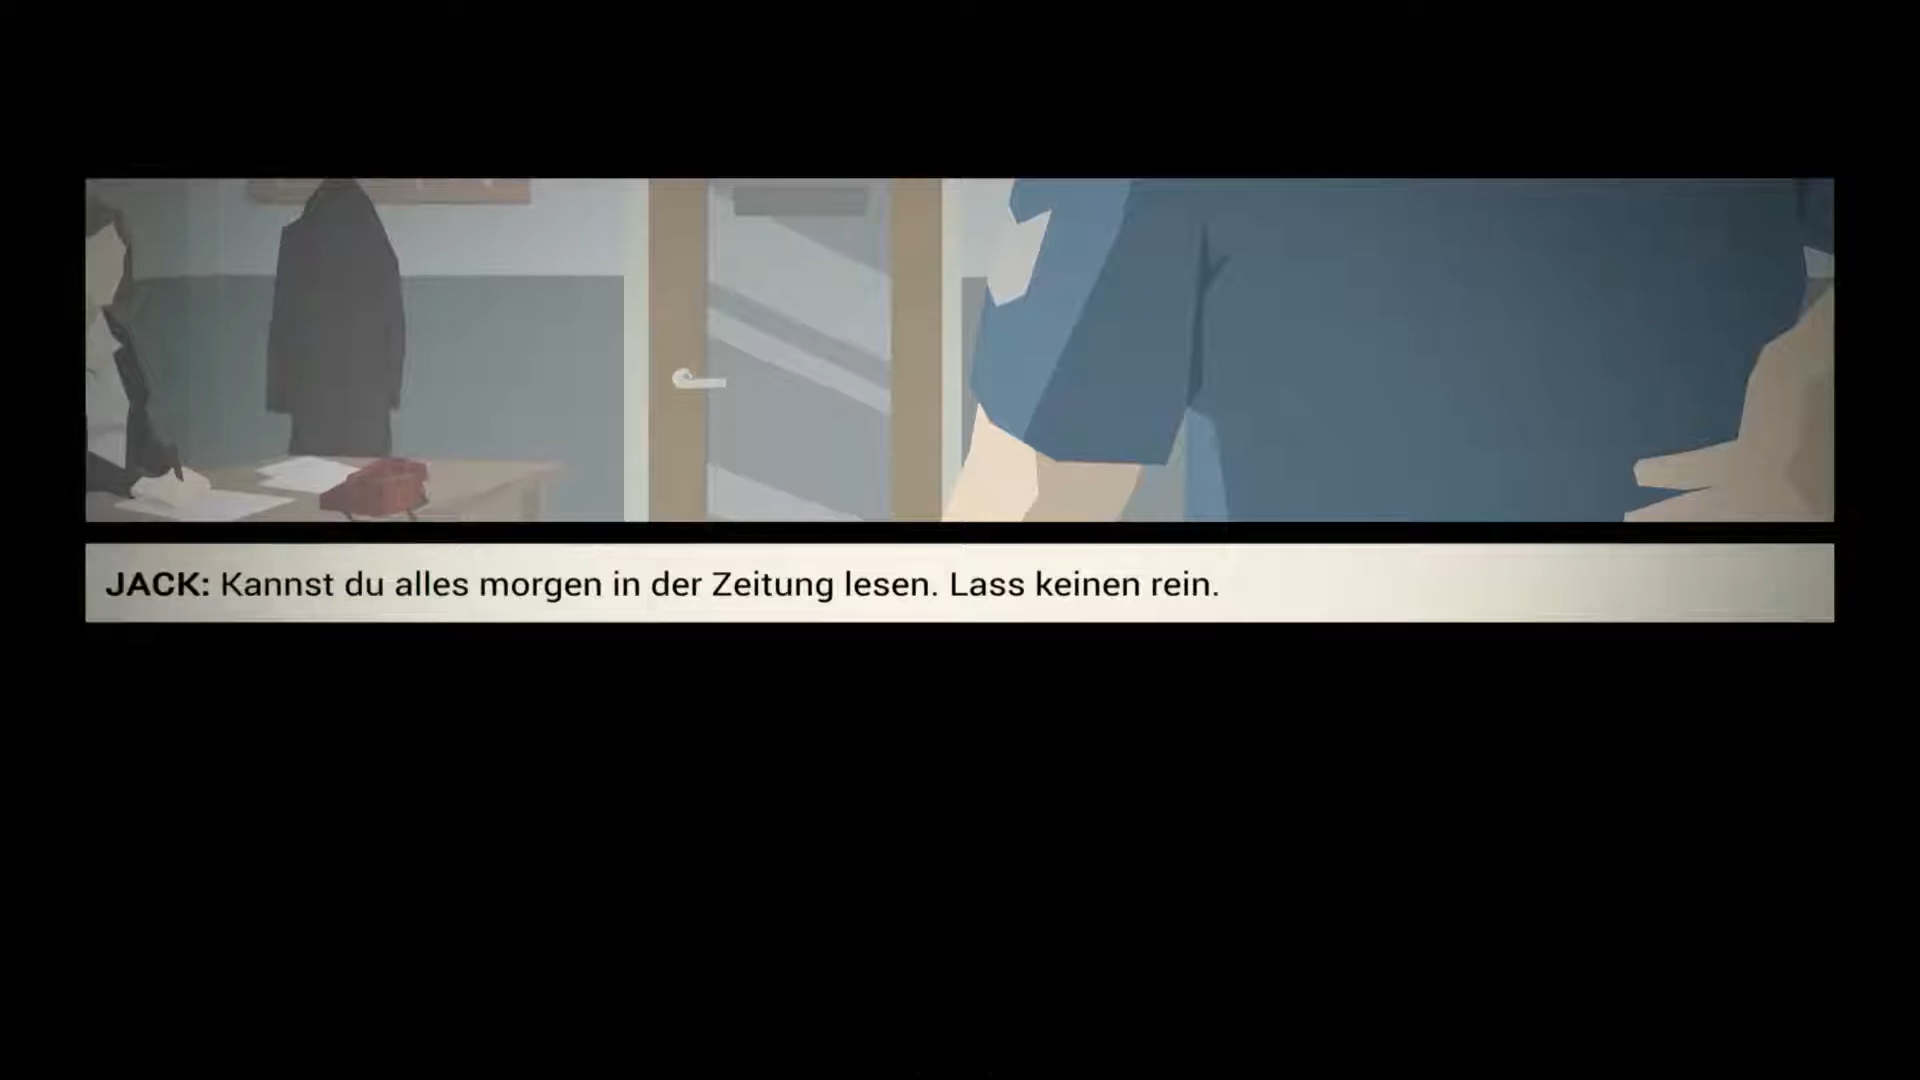 JACK: Kannst du alles morgen in der Zeitung lesen. Lass keinen rein.